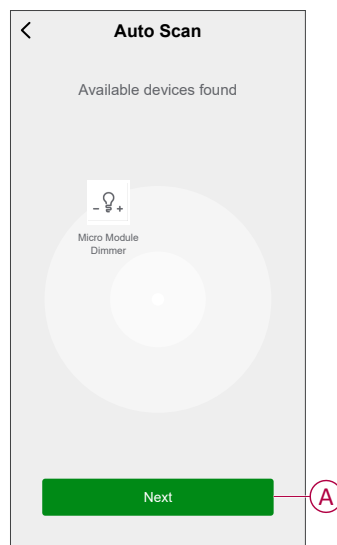 Auto Scan
Available devices found
Micro Module
Dimmer
Next
A